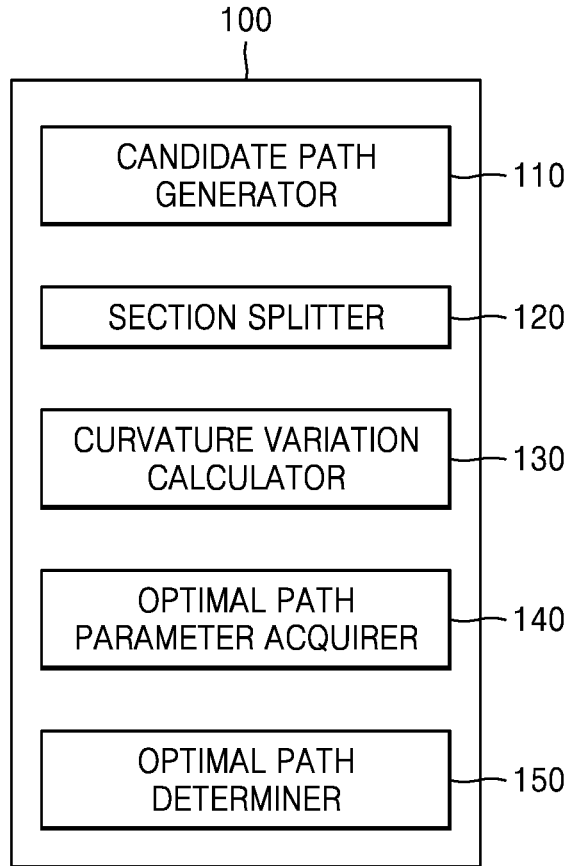 100
CANDIDATE PATH
GENERATOR
110
SECTION SPLITTER
120
CURVATURE VARIATION
CALCULATOR
130
OPTIMAL PATH
PARAMETER ACQUIRER
140
OPTIMAL PATH
DETERMINER
150